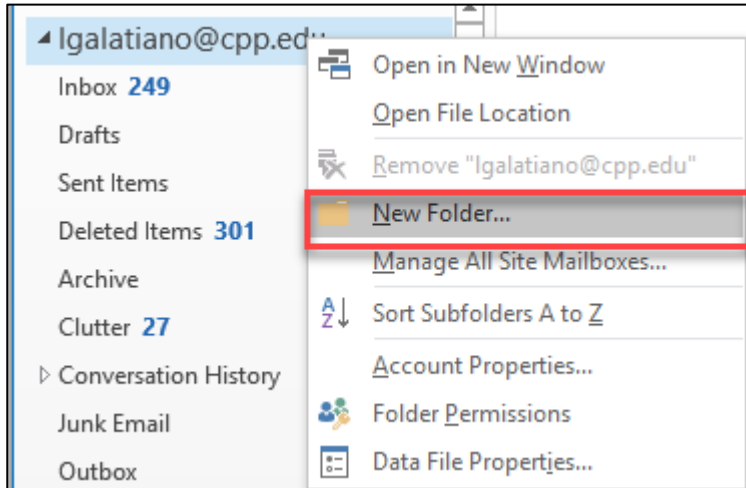 lgalatiano@cpp.edu
Inbox 249
Drafts
Sent Items
Deleted Items 301
Archive
Clutter 27
Conversation History
Junk Email
Outbox
Open in New Window
Open File Location
Remove "lgalatiano@cpp.edu"
New Folder...
Manage All Site Mailboxes...
Sort Subfolders A to Z
Account Properties...
Folder Permissions
Data File Properties...